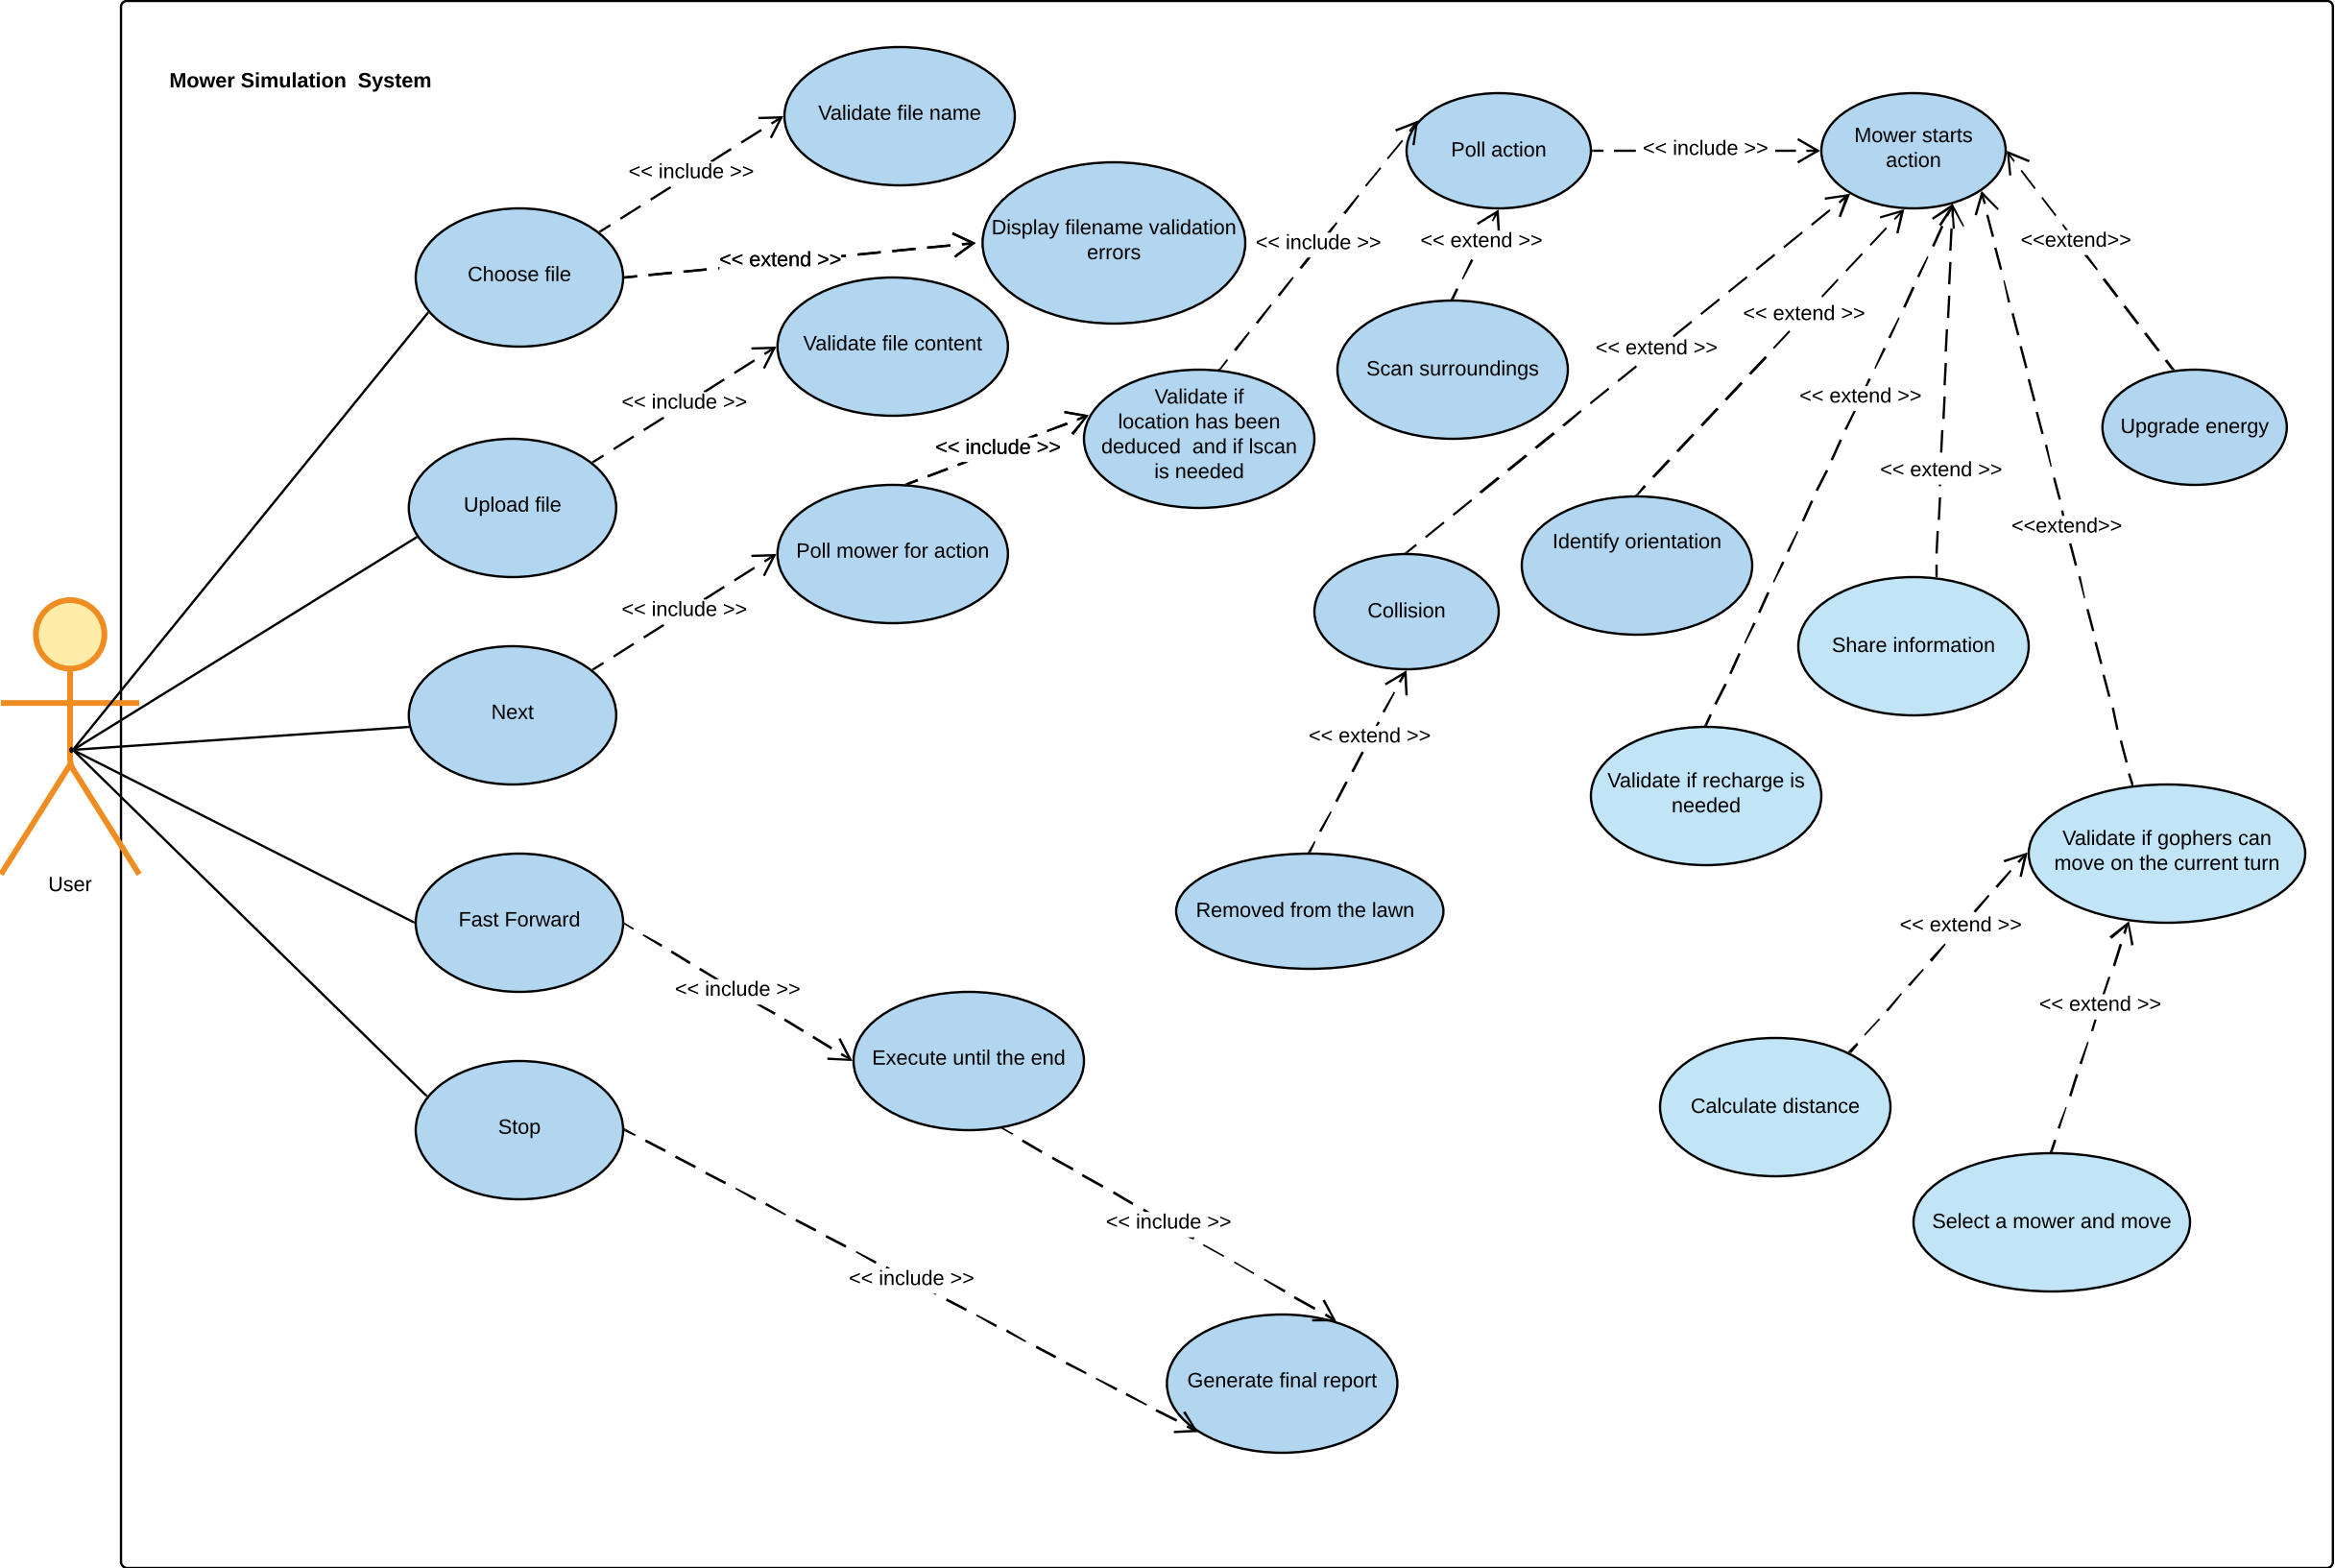 Mower Simulation  System
Validate file name
<< include >>
Choose file
Display filename validation
errors
<< extend >>
Validate file content
<< include >>
Upload file
Validate if
location has been
deduced  and if lscan
is needed
<< include >>
Poll mower for action
<< include >>
Next
Poll action
<< include >>
<< include >>
<< extend >>
Scan surroundings
Mower starts
action
<<extend>>
<< extend >>
<< extend >>
<< extend >>
<< extend >>
<<extend>>
Upgrade energy
Identify orientation
Collision
Share information
<< extend >>
Validate if recharge is
needed
Validate if gophers can
move on the current turn
User
Removed from the lawn
Fast Forward
<< include >>
<< extend >>
<< extend >>
Execute until the end
Calculate distance
Stop
<< include >>
<< include >>
Select a mower and move
Generate final report